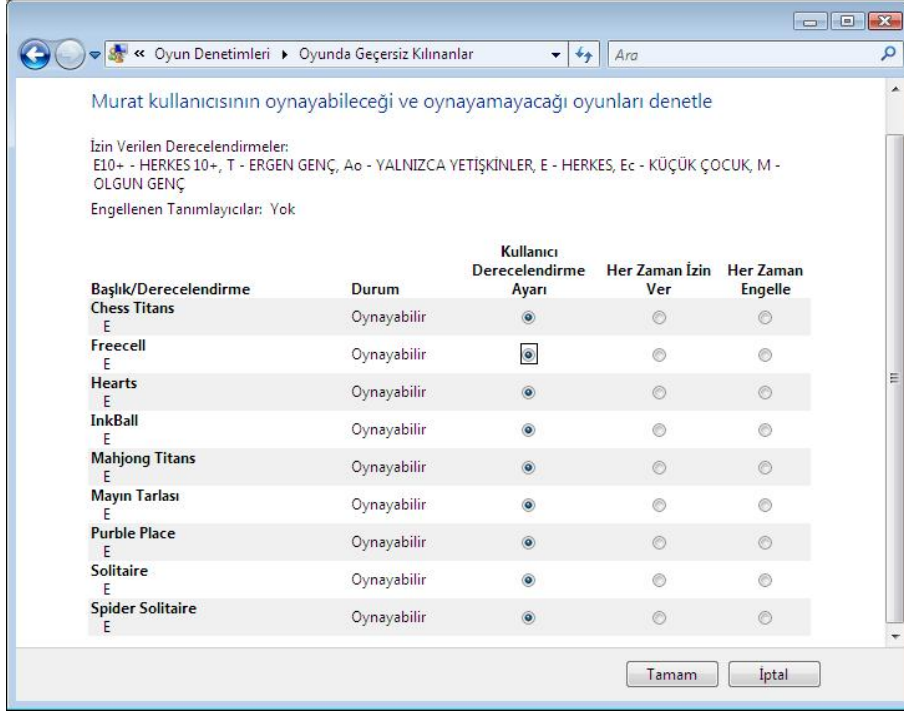 « Oyun Denetimleri ▸ Oyunda Geçersiz Kılınanlar
Ara
Murat kullanıcısının oynayabileceği ve oynayamayacağı oyunları denetle
İzin Verilen Derecelendirmeler:
E10+ - HERKES 10+, T - ERGEN GENÇ, Ao - YALNIZCA YETİŞKİNLER, E - HERKES, Ec - KÜÇÜK ÇOCUK, M -
OLGUN GENÇ
Engellenen Tanımlayıcılar: Yok
Kullanıcı
Derecelendirme Her Zaman İzin Her Zaman
Başlık/Derecelendirme Durum Ayarı Ver Engelle
Chess Titans
E Oynayabilir
Freecell
E Oynayabilir
Hearts
E Oynayabilir
InkBall
E Oynayabilir
Mahjong Titans
E Oynayabilir
Mayın Tarlası
E Oynayabilir
Purble Place
E Oynayabilir
Solitaire
E Oynayabilir
Spider Solitaire
E Oynayabilir
Tamam İptal